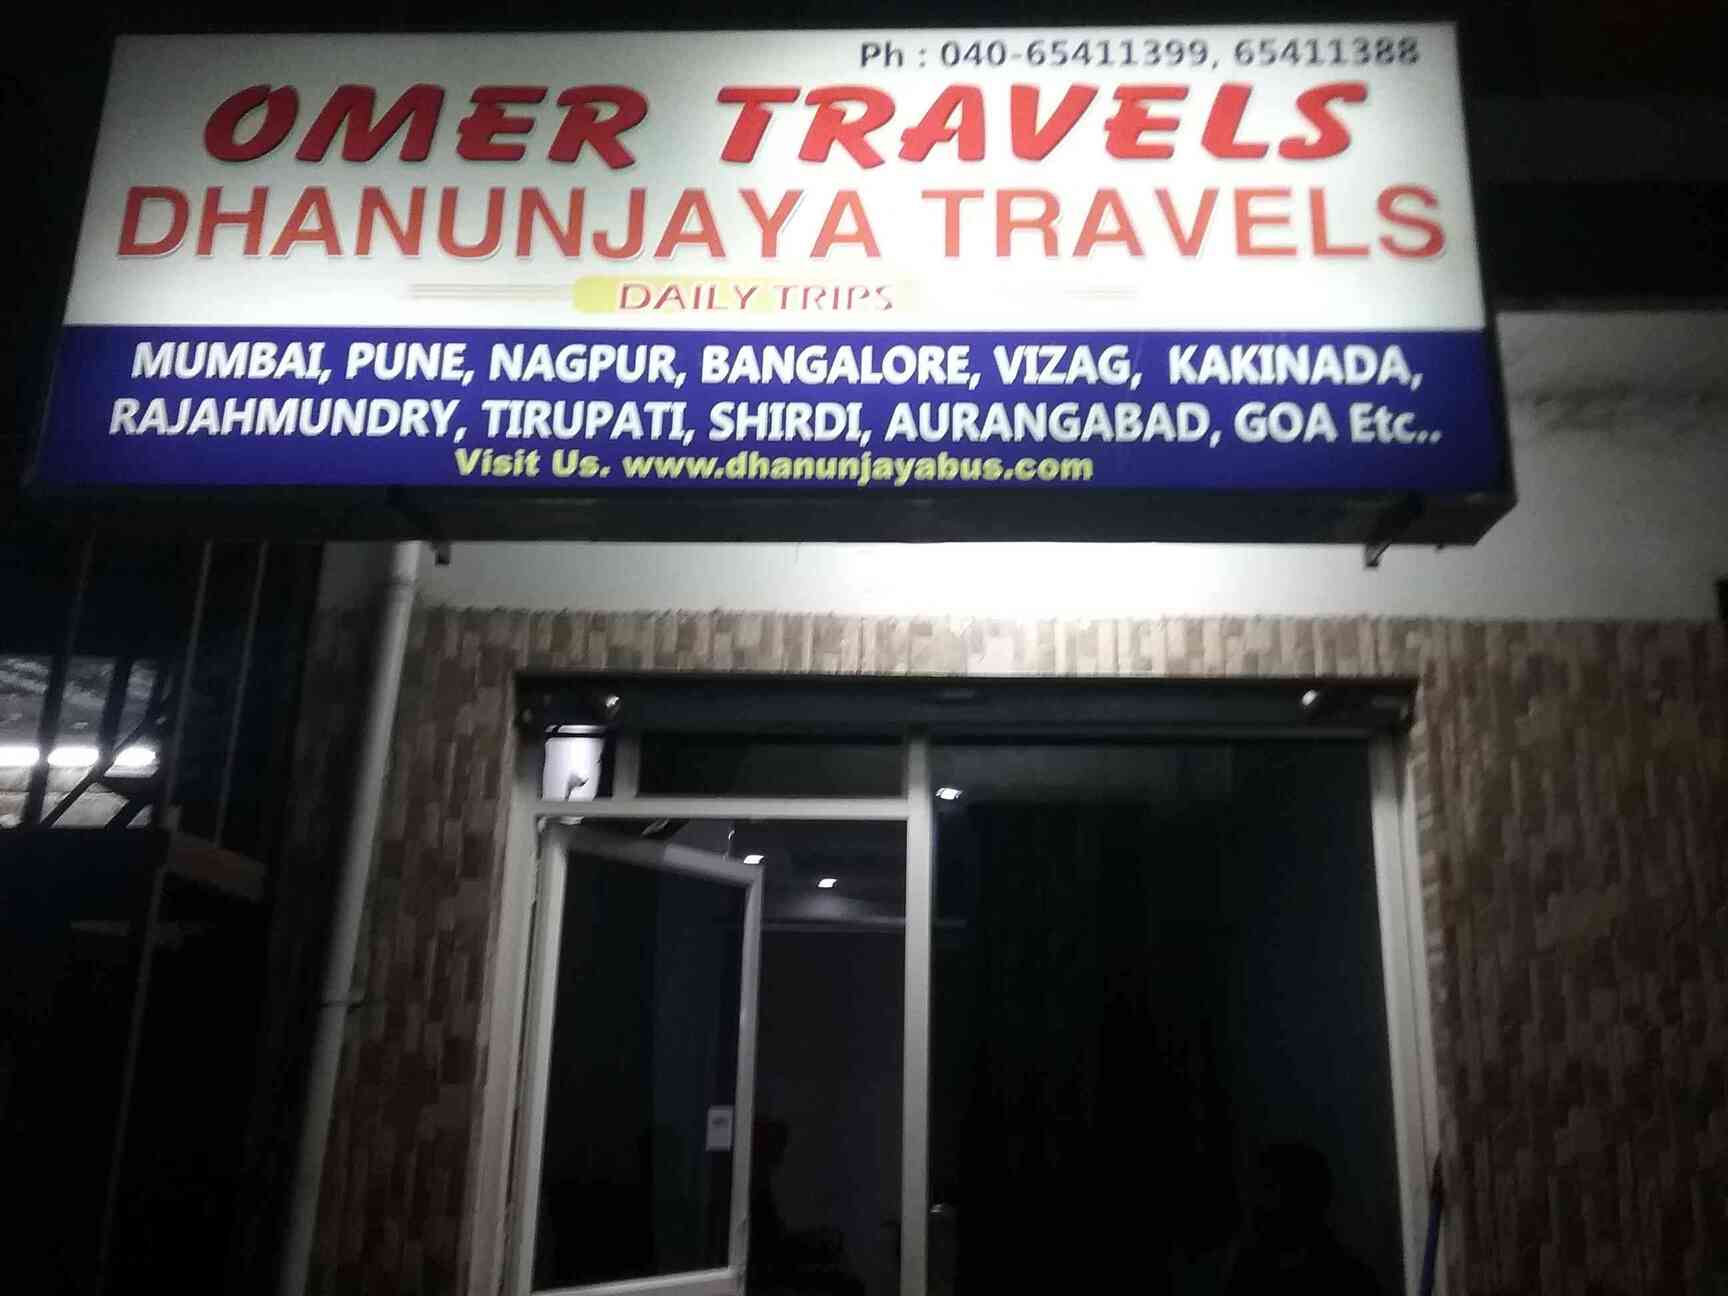 Ph : 040-65411399, 65411388
OMER TRAVELS
DHANUNJAYA TRAVELS
DAILY TRIPS
MUMBAI, PUNE, NAGPUR, BANGALORE, VIZAG, KAKINADA,
RAJAHMUNDRY, TIRUPATI, SHIRDI, AURANGABAD, GOA Etc..
Visit Us. www.dhanunjayabus.com